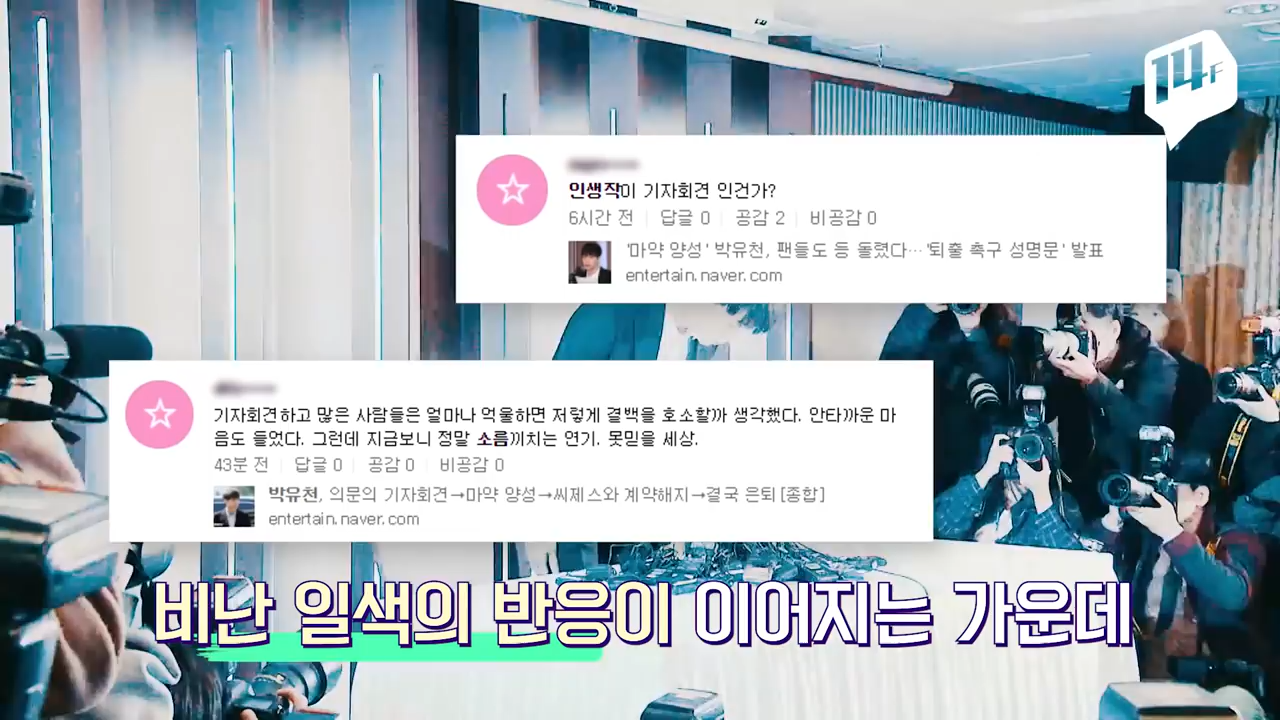 14F
인생작이 기자회견 인건가?
6시간 전 답글 0 공감 2 비공감 0
'마약 양성' 박유천, 팬들도 등 돌렸다… '퇴출 촉구 성명문' 발표
entertain.naver.com
기자회견하고 많은 사람들은 얼마나 억울하면 저렇게 결백을 호소할까 생각했다. 안타까운 마
음도 들었다. 그런데 지금보니 정말 소름끼치는 연기. 못믿을 세상.
43분 전 답글 0 공감 0 비공감 0
박유천, 의문의 기자회견→마약 양성→씨제스와 계약해지→결국 은퇴 [종합]
entertain.naver.com
비난 일색의 반응이 이어지는 가운데